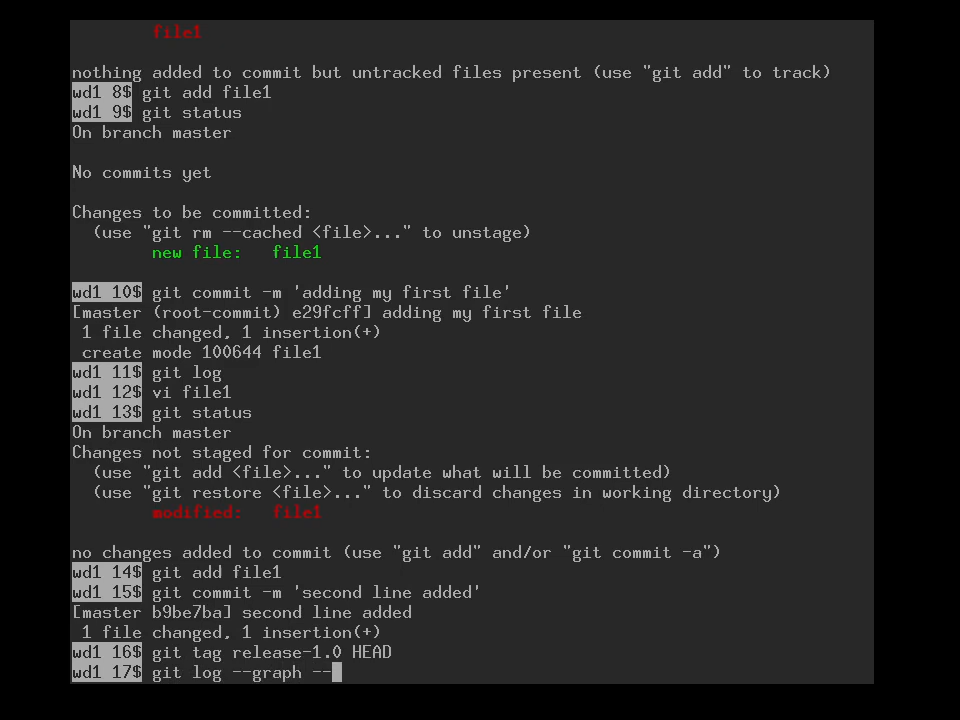 file1
nothing added to commit but untracked files present (use "git add" to track)
wd1 8$ git add file1
wd1 9$ git status
On branch master
No commits yet
Changes to be committed:
  (use "git rm --cached <file>..." to unstage)
        new file:   file1
wd1 10$ git commit -m 'adding my first file'
[master (root-commit) e29fcff] adding my first file
 1 file changed, 1 insertion(+)
 create mode 100644 file1
wd1 11$ git log
wd1 12$ vi file1
wd1 13$ git status
On branch master
Changes not staged for commit:
  (use "git add <file>..." to update what will be committed)
  (use "git restore <file>..." to discard changes in working directory)
        modified:   file1
no changes added to commit (use "git add" and/or "git commit -a")
wd1 14$ git add file1
wd1 15$ git commit -m 'second line added'
[master b9be7ba] second line added
 1 file changed, 1 insertion(+)
wd1 16$ git tag release-1.0 HEAD
wd1 17$ git log --graph --